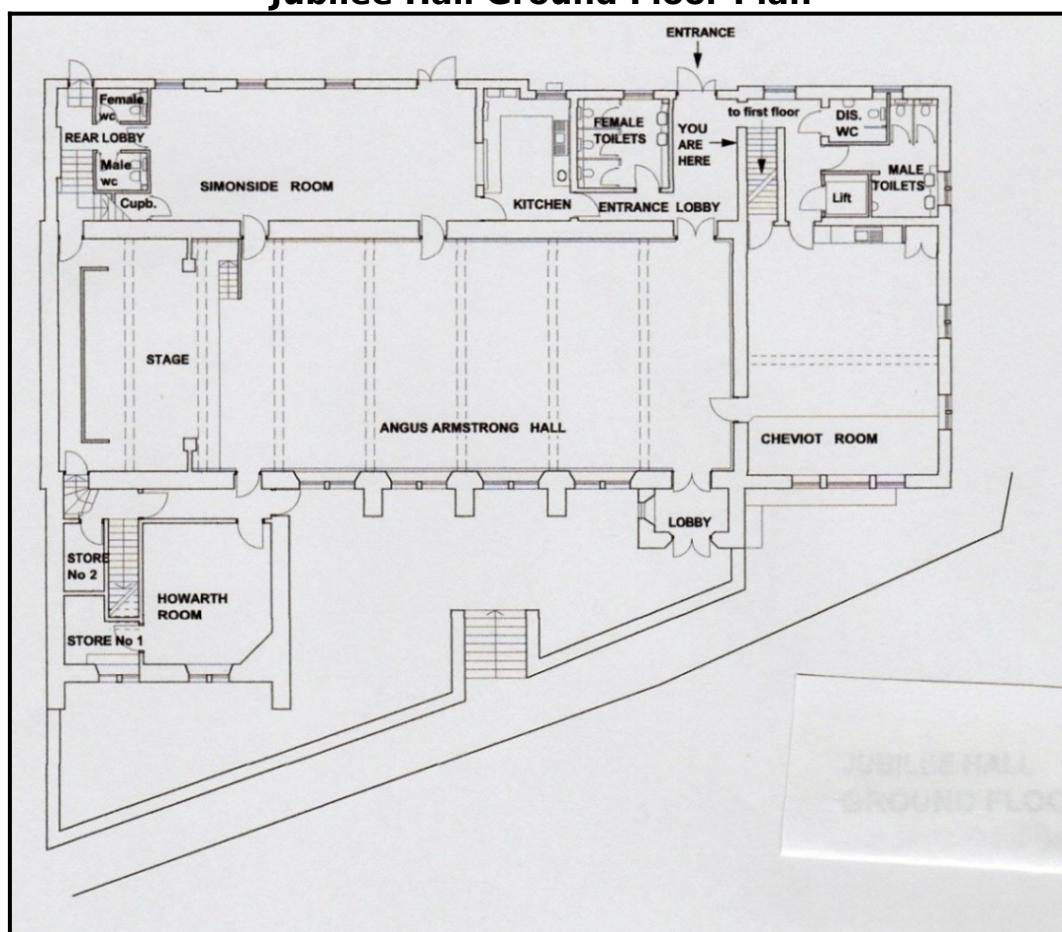 Jubilee Hall Ground Floor Plan
ENTRANCE
Female
wc
REAR LOBBY
Male
wc
Cupb.
SIMONSIDE ROOM
KITCHEN
FEMALE
TOILETS
YOU
ARE
HERE
ENTRANCE LOBBY
to first floor
DIS.
WC
MALE
TOILETS
Lift
STAGE
ANGUS ARMSTRONG HALL
CHEVIOT ROOM
LOBBY
STORE
No 2
HOWARTH
ROOM
STORE No 1
JUBILEE HALL
GROUND FLOO